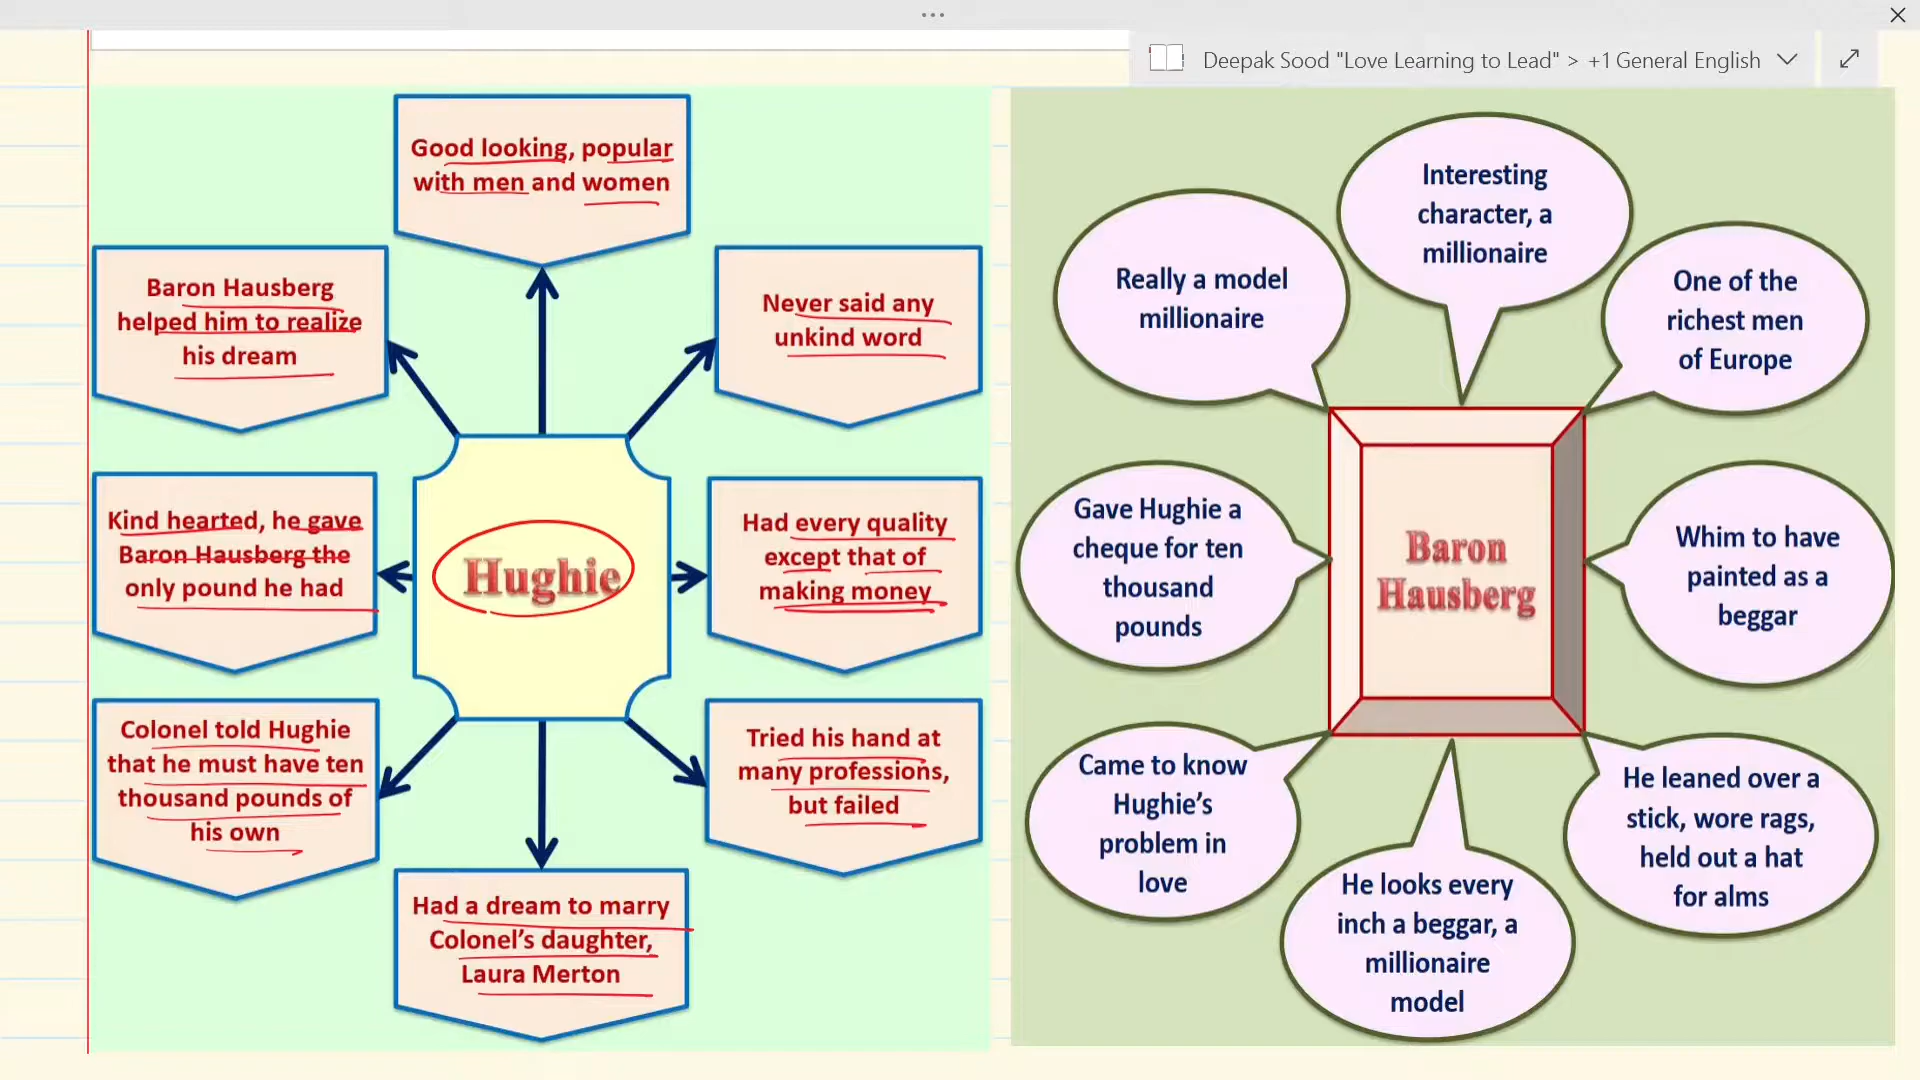 Deepak Sood "Love Learning to Lead" > +1 General English
Good looking, popular
with men and women
Baron Hausberg
helped him to realize
his dream
Never said any
unkind word
Kind hearted, he gave
Baron Hausberg the
only pound he had
Hughie
Had every quality
except that of
making money
Colonel told Hughie
that he must have ten
thousand pounds of
his own
Tried his hand at
many professions,
but failed
Had a dream to marry
Colonel’s daughter,
Laura Merton
Interesting
character, a
millionaire
Really a model
millionaire
One of the
richest men
of Europe
Gave Hughie a
cheque for ten
thousand
pounds
Baron
Hausberg
Whim to have
painted as a
beggar
Came to know
Hughie’s
problem in
love
He looks every
inch a beggar, a
millionaire
model
He leaned over a
stick, wore rags,
held out a hat
for alms